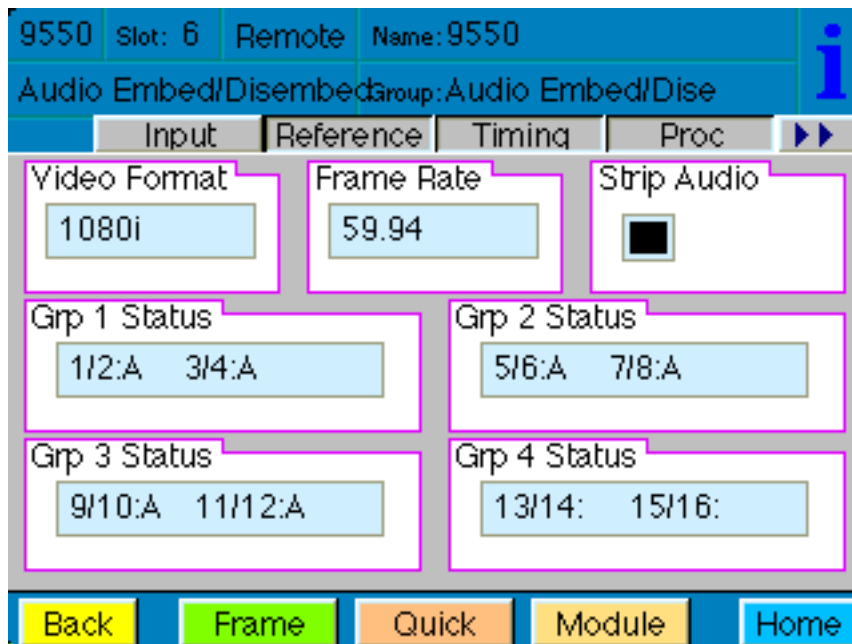 9550 Slot: 6 Remote Name:9550
Audio Embed/Disembed Group:Audio Embed/Dise
i
Input Reference Timing Proc
Video Format Frame Rate Strip Audio
1080i 59.94
Grp 1 Status Grp 2 Status
1/2:A 3/4:A 5/6:A 7/8:A
Grp 3 Status Grp 4 Status
9/10:A 11/12:A 13/14: 15/16:
Back Frame Quick Module Home